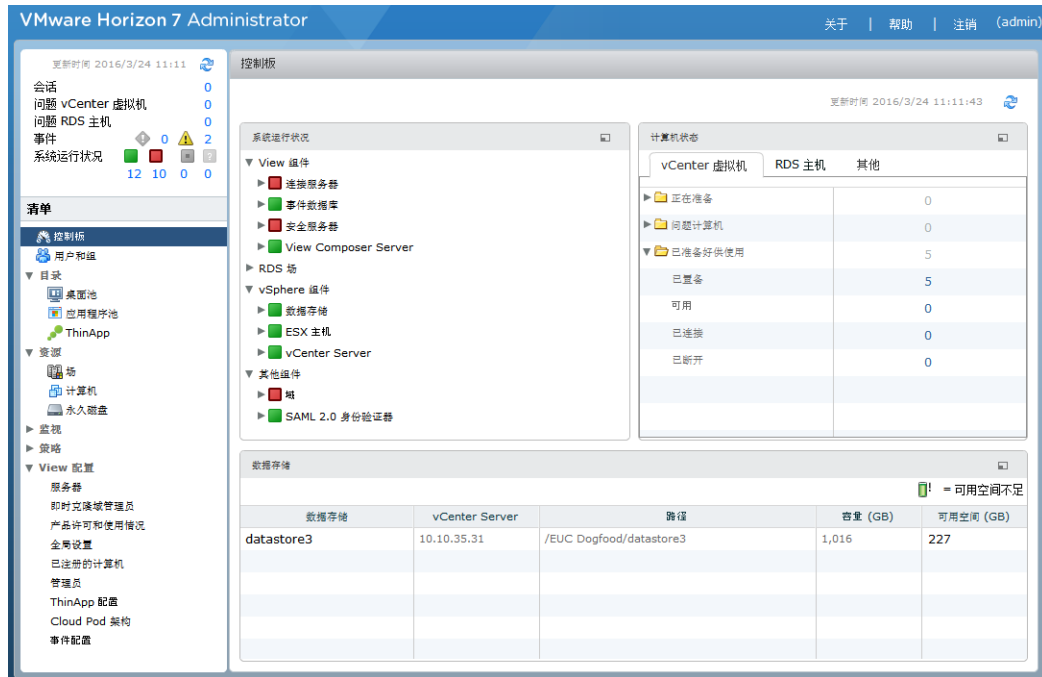 VMware Horizon 7 Administrator
关于 | 帮助 | 注销 (admin)
更新时间 2016/3/24 11:11
会话 0
问题 vCenter 虚拟机 0
问题 RDS 主机 0
事件 0 2
系统运行状况
12 10 0 0
清单
控制板
用户和组
目录
桌面池
应用程序池
ThinApp
资源
场
计算机
永久磁盘
监视
策略
View 配置
服务器
即时克隆域管理员
产品许可和使用情况
全局设置
已注册的计算机
管理员
ThinApp 配置
Cloud Pod 架构
事件配置
控制板
更新时间 2016/3/24 11:11:43
系统运行状况
View 组件
连接服务器
事件数据库
安全服务器
View Composer Server
RDS 场
vSphere 组件
数据存储
ESX 主机
vCenter Server
其他组件
域
SAML 2.0 身份验证器
计算机状态
vCenter 虚拟机 RDS 主机 其他
正在准备 0
问题计算机 0
已准备好供使用 5
已置备 5
可用 0
已连接 0
已断开 0
数据存储
! = 可用空间不足
数据存储 vCenter Server 路径 容量 (GB) 可用空间 (GB)
datastore3 10.10.35.31 /EUC Dogfood/datastore3 1,016 227